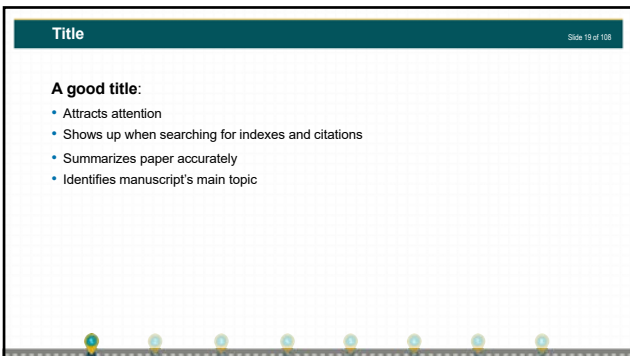 Title
Slide 19 of 108
A good title:
• Attracts attention
• Shows up when searching for indexes and citations
• Summarizes paper accurately
• Identifies manuscript's main topic